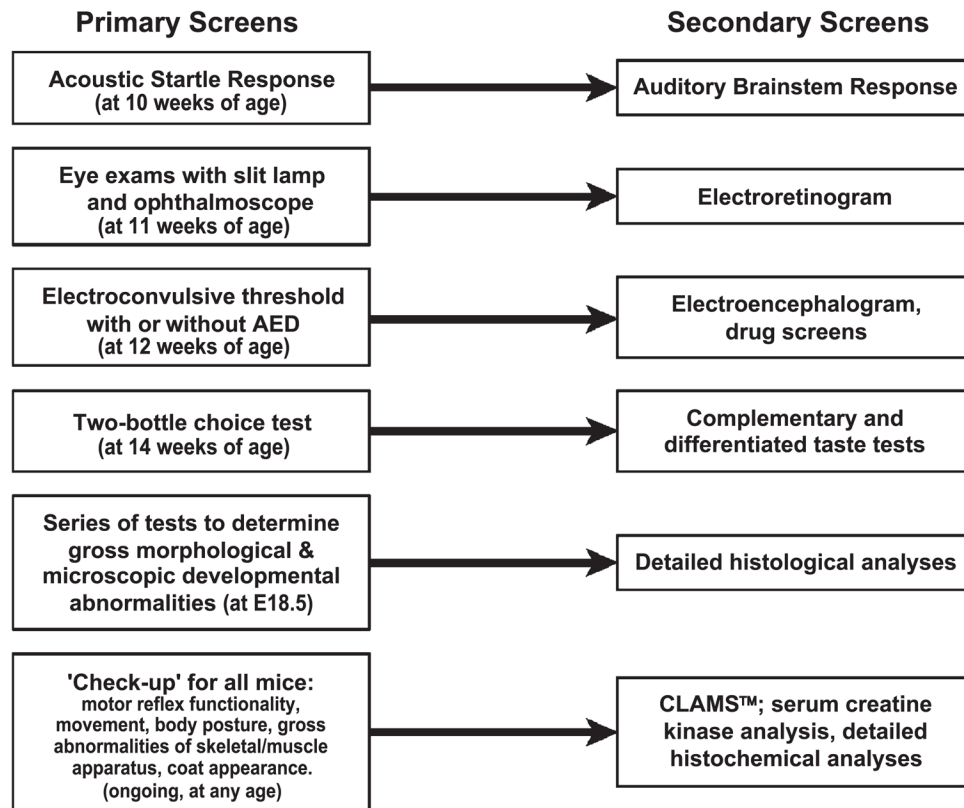 Primary Screens
Secondary Screens
Acoustic Startle Response
(at 10 weeks of age)
Auditory Brainstem Response
Eye exams with slit lamp
and ophthalmoscope
(at 11 weeks of age)
Electroretinogram
Electroconvulsive threshold
with or without AED
(at 12 weeks of age)
Electroencephalogram,
drug screens
Two-bottle choice test
(at 14 weeks of age)
Complementary and
differentiated taste tests
Series of tests to determine
gross morphological &
microscopic developmental
abnormalities (at E18.5)
Detailed histological analyses
'Check-up' for all mice:
motor reflex functionality,
movement, body posture, gross
abnormalities of skeletal/muscle
apparatus, coat appearance.
(ongoing, at any age)
CLAMS™; serum creatine
kinase analysis, detailed
histochemical analyses